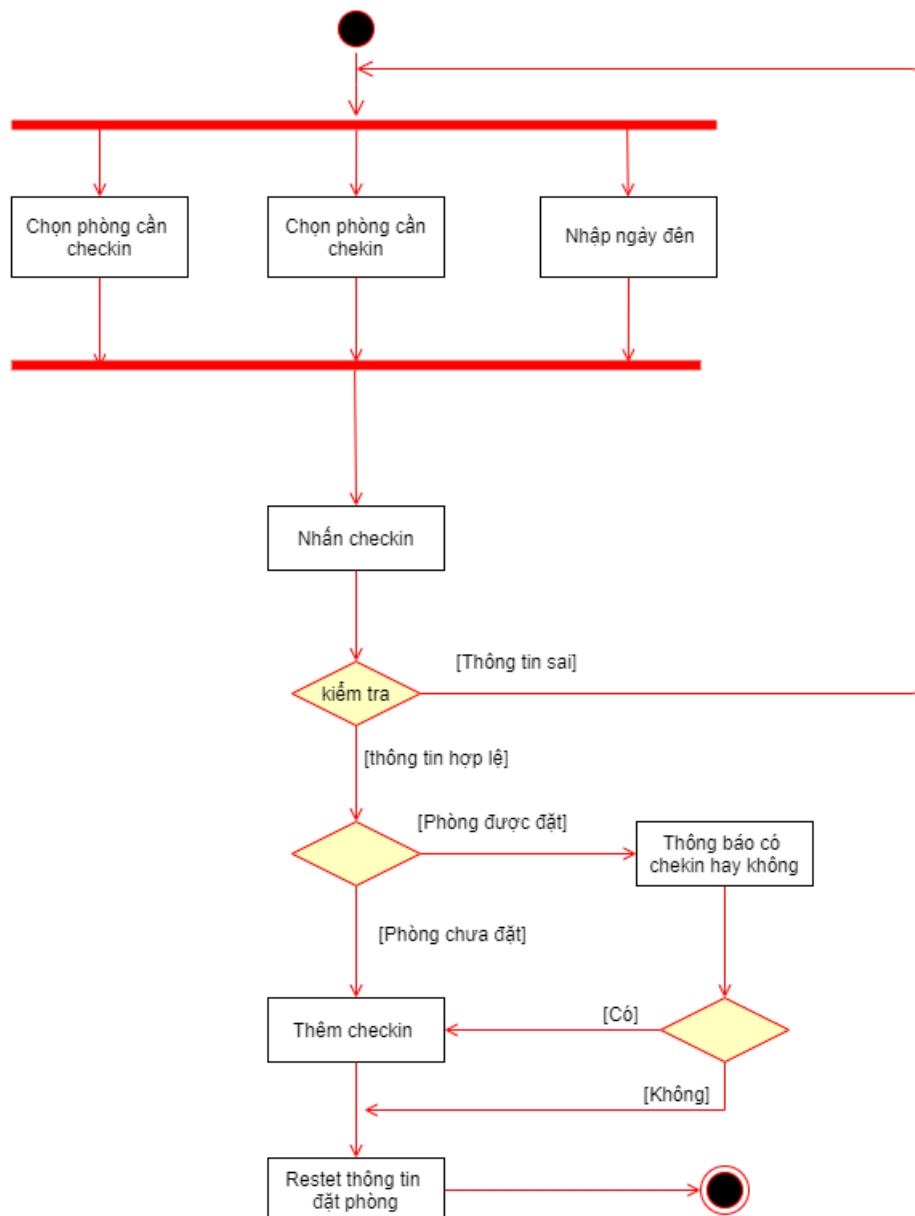 Chọn phòng cần
checkin
Chọn phòng cần
chekin
Nhập ngày đên
Nhấn checkin
[Thông tin sai]
kiểm tra
[thông tin hợp lệ]
[Phòng được đặt]
Thông báo có
chekin hay không
[Phòng chưa đặt]
[Có]
Thêm checkin
[Không]
Restet thông tin
đặt phòng